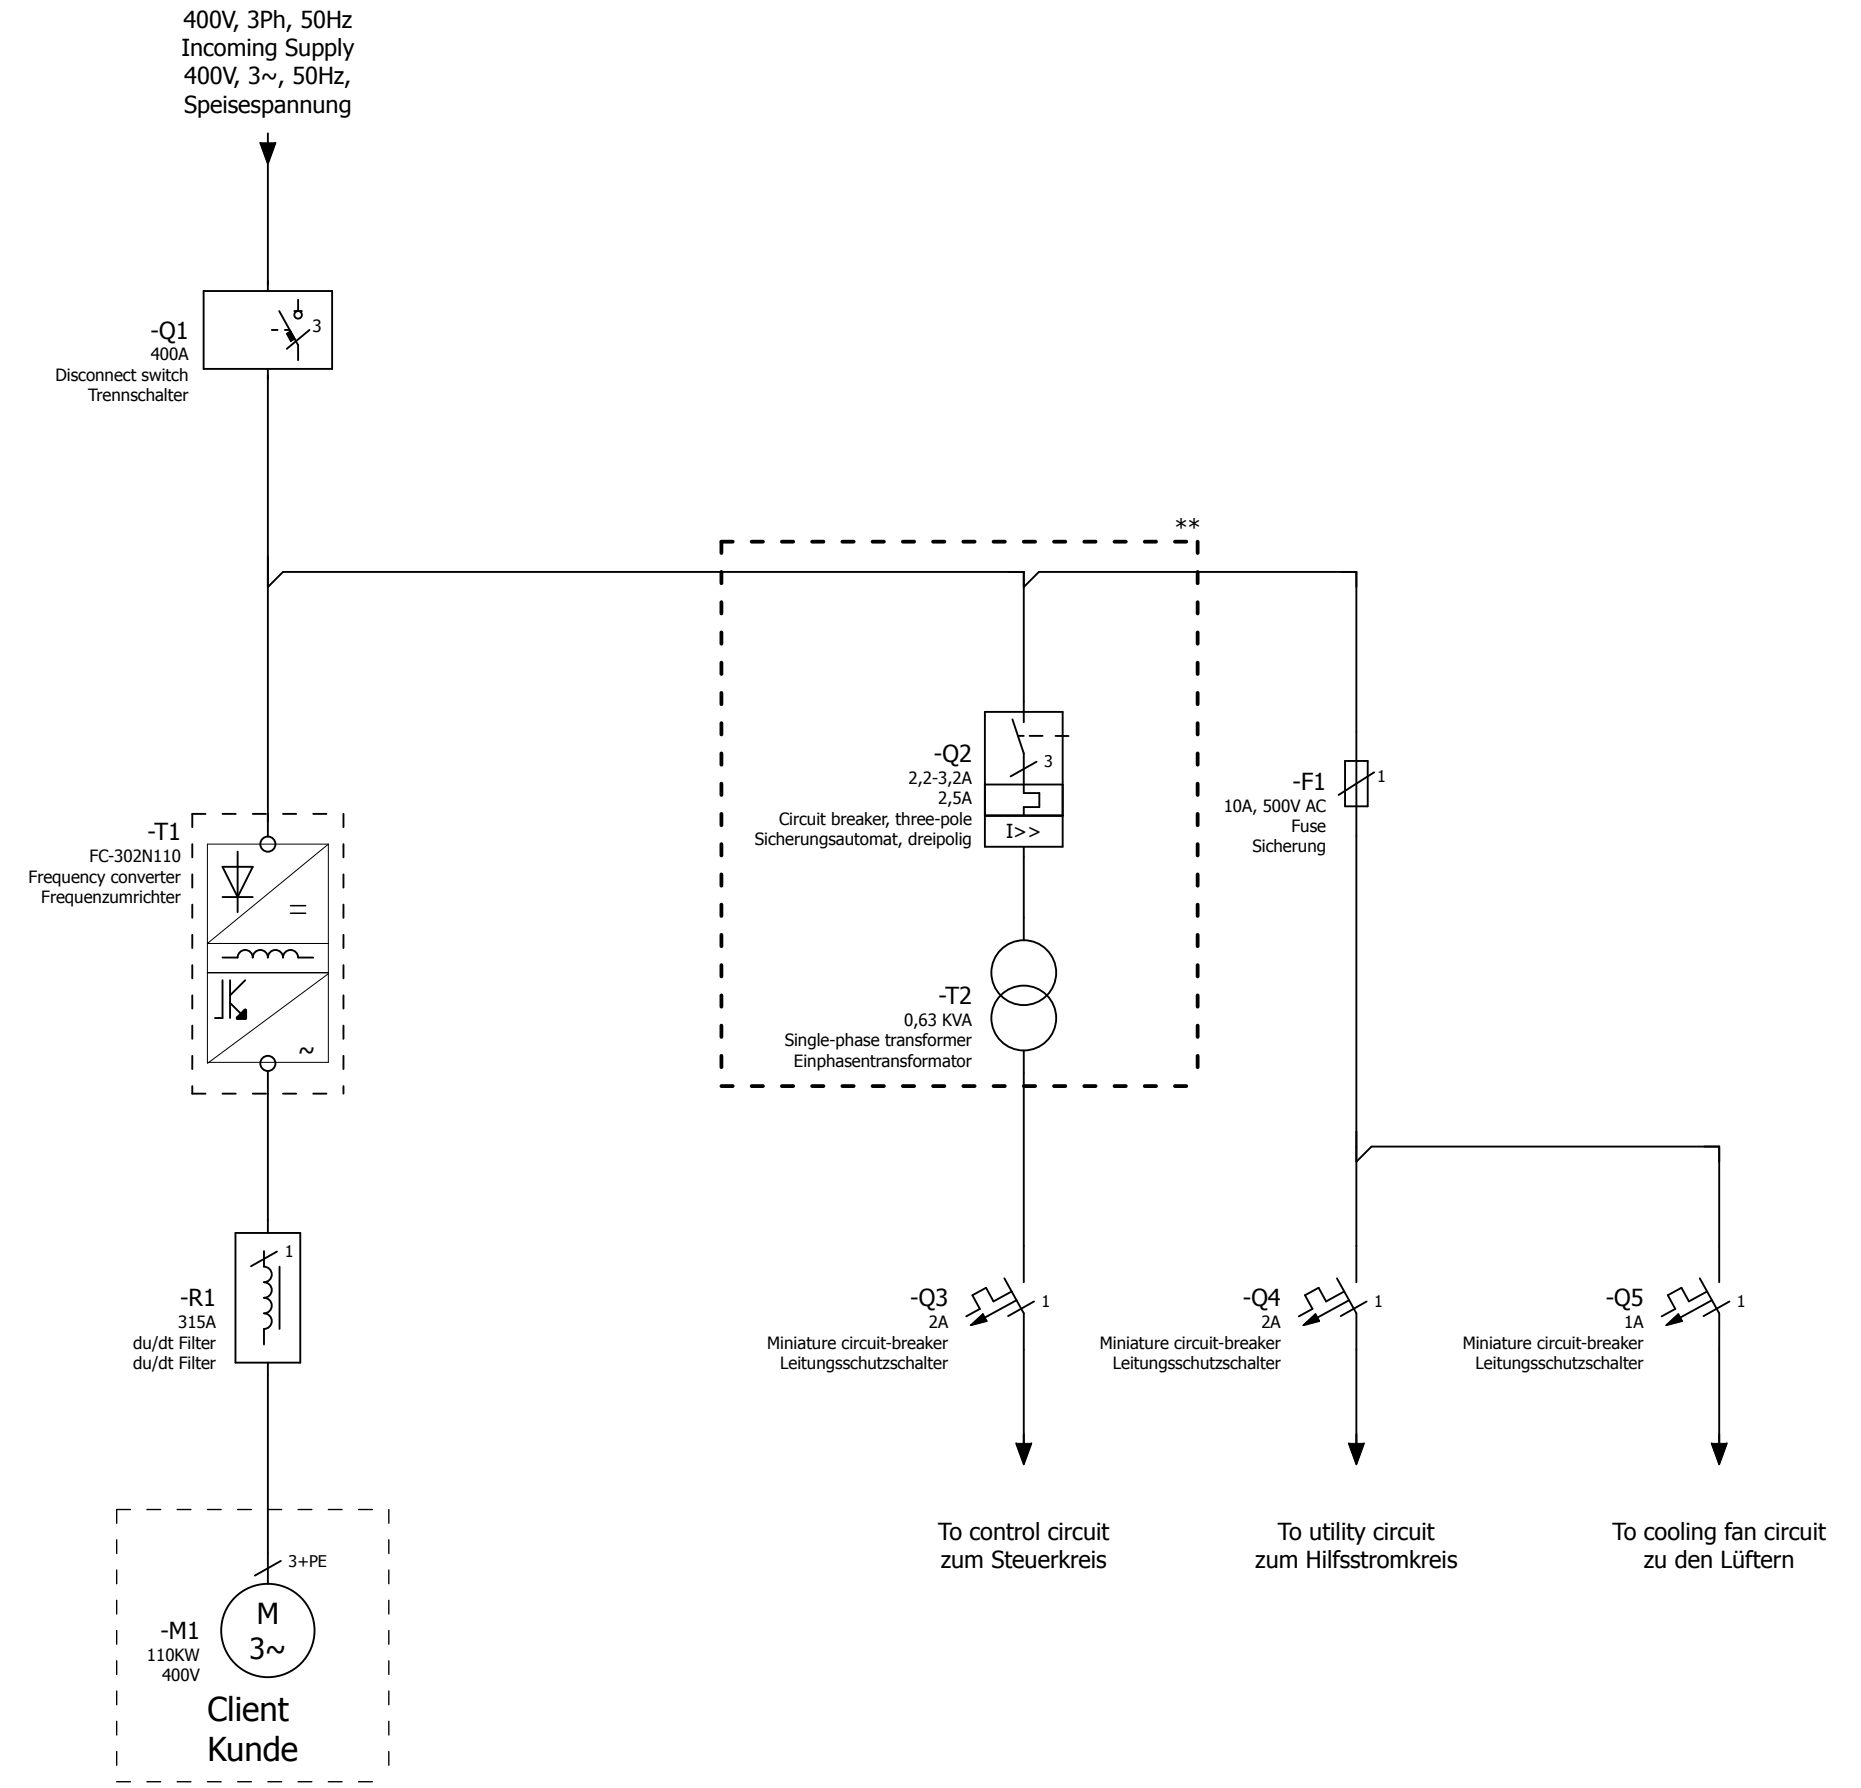 400V, 3Ph, 50Hz
Incoming Supply
400V, 3~, 50Hz,
Speisespannung
-Q1
400A
Disconnect switch
Trennschalter
3
**
-Q2
2,2-3,2A
2,5A
Circuit breaker, three-pole
Sicherungsautomat, dreipolig
3
I>>
-F1
10A, 500V AC
Fuse
Sicherung
1
-T1
FC-302N110
Frequency converter
Frequenzumrichter
=
~
-T2
0,63 KVA
Single-phase transformer
Einphasentransformator
-R1
315A
du/dt Filter
du/dt Filter
1
-Q3
2A
Miniature circuit-breaker
Leitungsschutzschalter
1
-Q4
2A
Miniature circuit-breaker
Leitungsschutzschalter
1
-Q5
1A
Miniature circuit-breaker
Leitungsschutzschalter
1
To control circuit
zum Steuerkreis
To utility circuit
zum Hilfsstromkreis
To cooling fan circuit
zu den Lüftern
3+PE
-M1
110KW
400V
M
3~
Client
Kunde